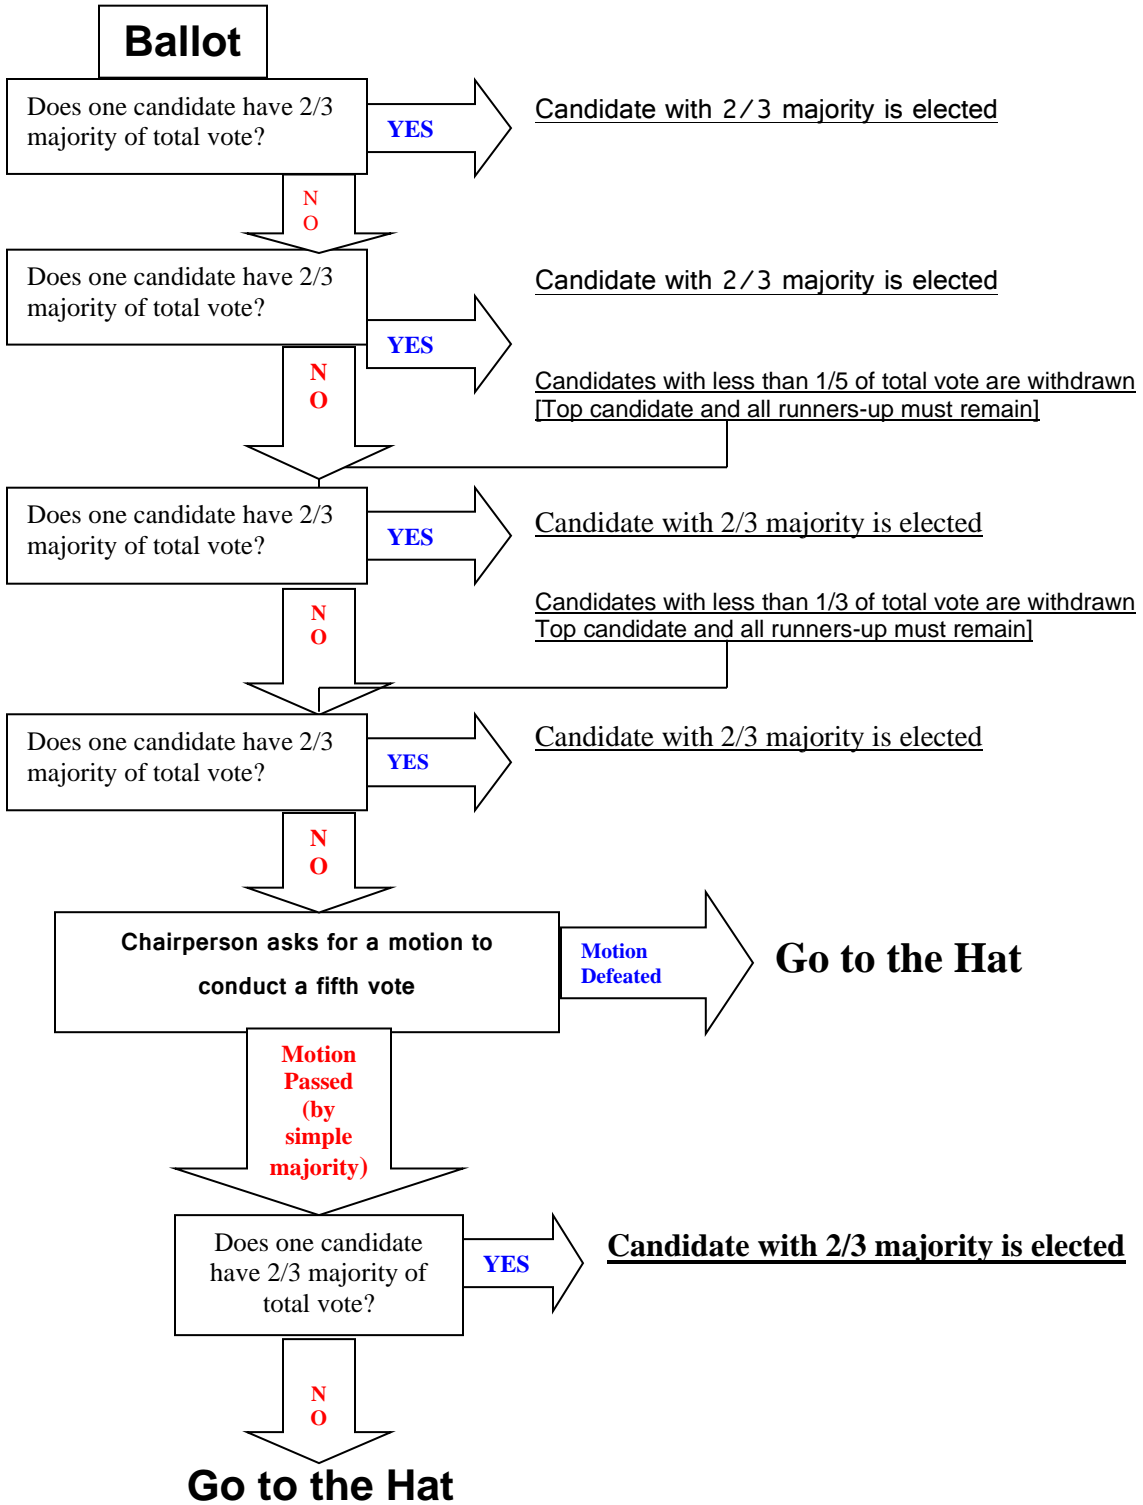 Ballot
Does one candidate have 2/3
majority of total vote?
YES
Candidate with 2/3 majority is elected
N
O
Does one candidate have 2/3
majority of total vote?
Candidate with 2/3 majority is elected
YES
N
O
Candidates with less than 1/5 of total vote are withdrawn
[Top candidate and all runners-up must remain]
Does one candidate have 2/3
majority of total vote?
YES
Candidate with 2/3 majority is elected
N
O
Candidates with less than 1/3 of total vote are withdrawn
Top candidate and all runners-up must remain]
Does one candidate have 2/3
majority of total vote?
YES
Candidate with 2/3 majority is elected
N
O
Chairperson asks for a motion to
conduct a fifth vote
Motion
Defeated
Go to the Hat
Motion
Passed
(by
simple
majority)
Does one candidate
have 2/3 majority of
total vote?
YES
Candidate with 2/3 majority is elected
N
O
Go to the Hat